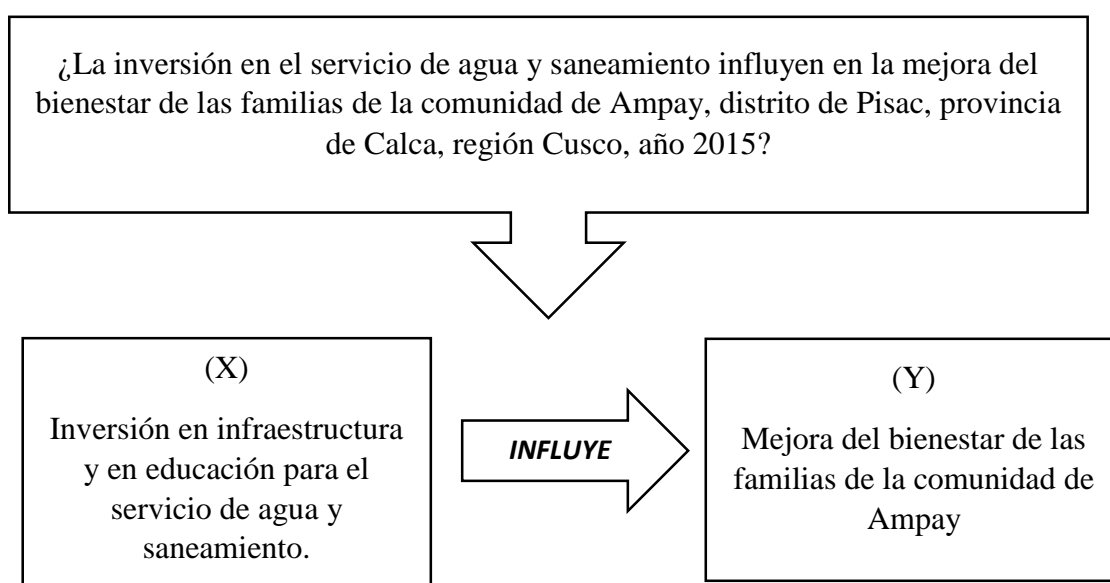 ¿La inversión en el servicio de agua y saneamiento influyen en la mejora del
bienestar de las familias de la comunidad de Ampay, distrito de Pisac, provincia
de Calca, región Cusco, año 2015?
(X)
Inversión en infraestructura
y en educación para el
servicio de agua y
saneamiento.
INFLUYE
(Y)
Mejora del bienestar de las
familias de la comunidad de
Ampay